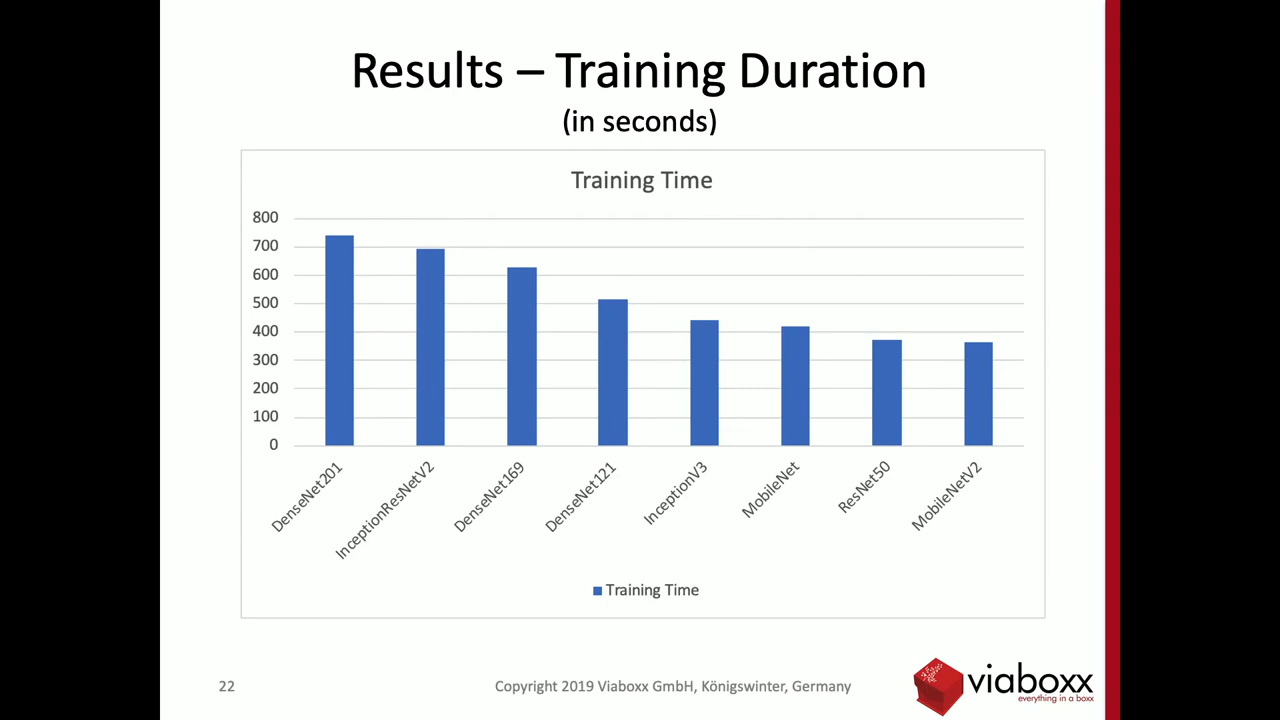 Results – Training Duration
(in seconds)
Training Time
800
700
600
500
400
300
200
100
0
DenseNet201
InceptionResNetV2
DenseNet169
DenseNet121
InceptionV3
MobileNet
ResNet50
MobileNetV2
Training Time
22
Copyright 2019 Viaboxx GmbH, Königswinter, Germany
viaboxx
everything in a boxx